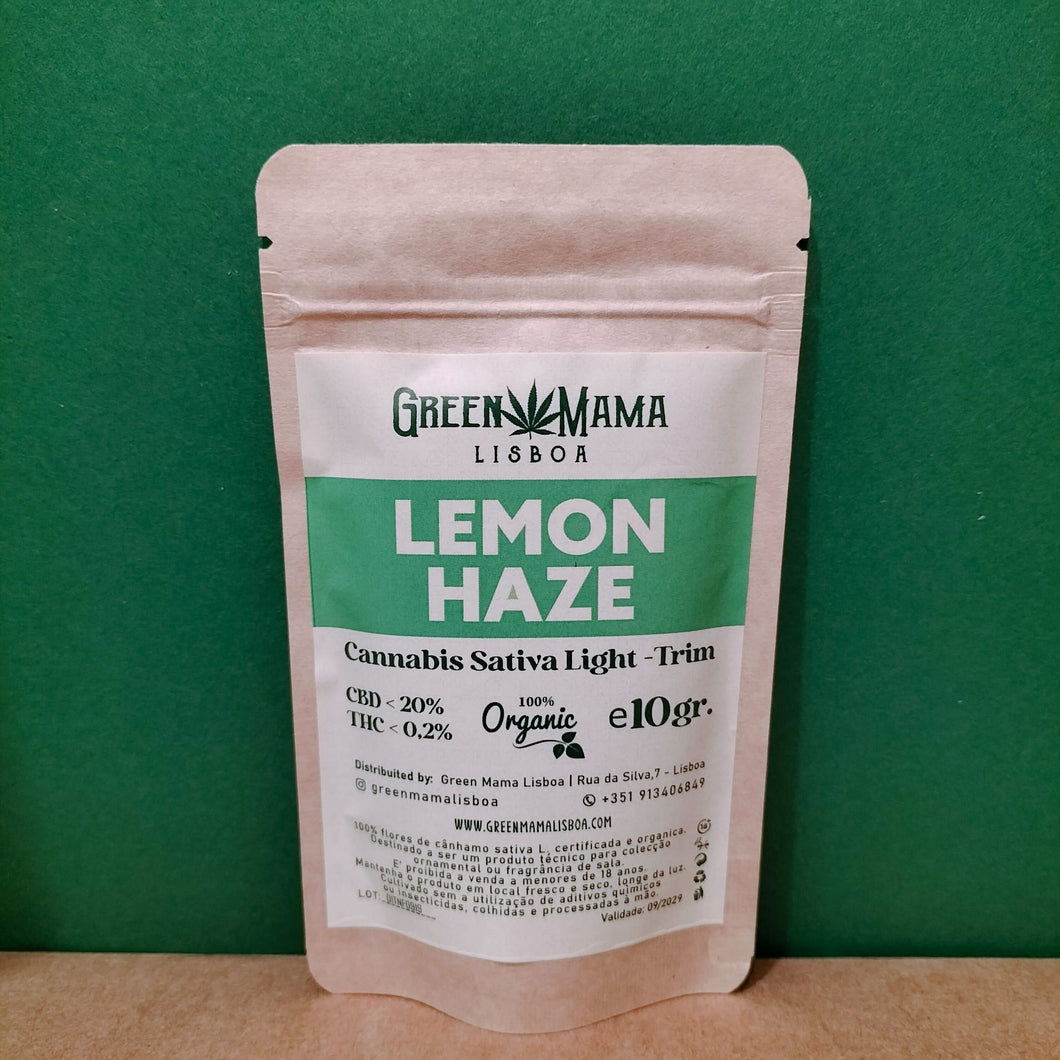 GREEN MAMA
LISBOA
LEMON
HAZE
Cannabis Sativa Light -Trim
CBD < 20%
THC < 0,2%
100%
Organic
e10gr.
Distribuited by: Green Mama Lisboa | Rua da Silva,7 - Lisboa
greenmamalisboa
+351 913406849
WWW.GREENMAMALISBOA.COM
100% flores de cânhamo sativa L, certificada e organica.
Destinado a ser um produto técnico para colecção
ornamental ou fragrância de sala.
E' proibida a venda a menores de 18 anos.
Mantenha o produto em local fresco e seco, longe da luz.
Cultivado sem a utilização de aditivos químicos
ou insecticidas, colhidas e processadas à mão.
LOT:
Validade: 09/2029